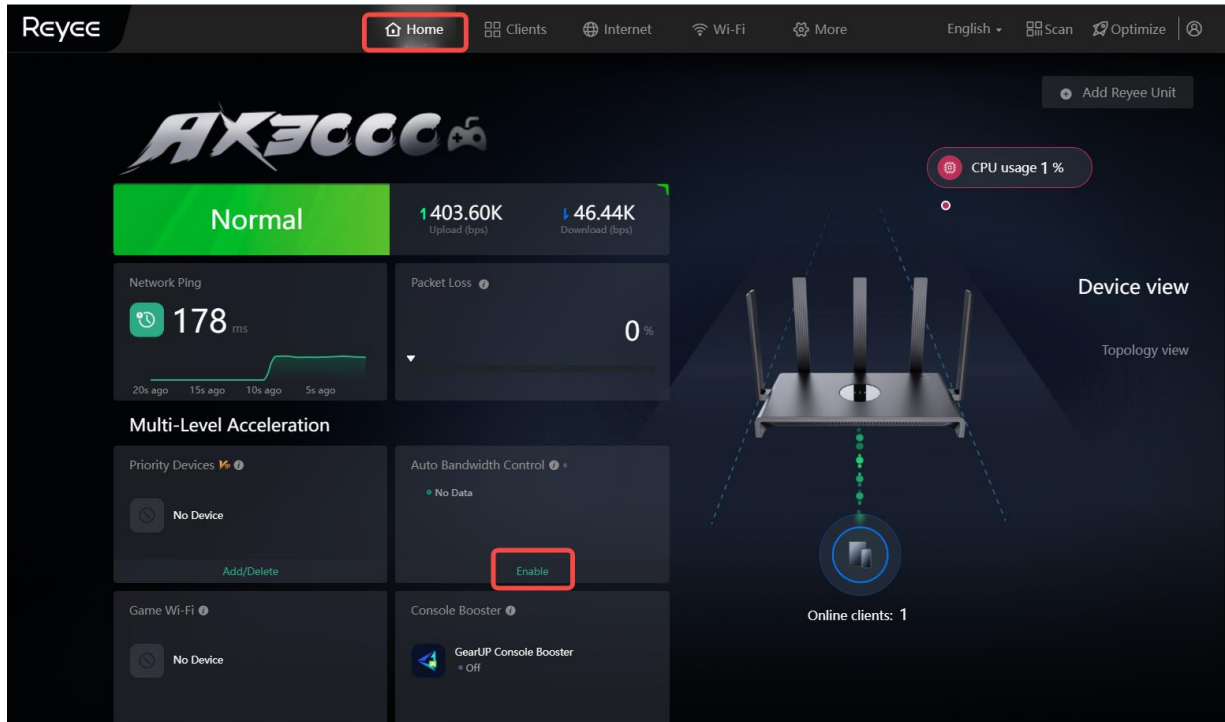 Reyee
Home
Clients
Internet
Wi-Fi
More
English
Scan
Optimize
Add Reyee Unit
AX3000
CPU usage 1 %
Normal
403.60K
Upload (bps)
46.44K
Download (bps)
Network Ping
178 ms
20s ago 15s ago 10s ago 5s ago
Packet Loss
0 %
Device view
Topology view
Multi-Level Acceleration
Priority Devices
No Device
Add/Delete
Auto Bandwidth Control
No Data
Enable
Game Wi-Fi
No Device
Console Booster
GearUP Console Booster
Off
Online clients: 1